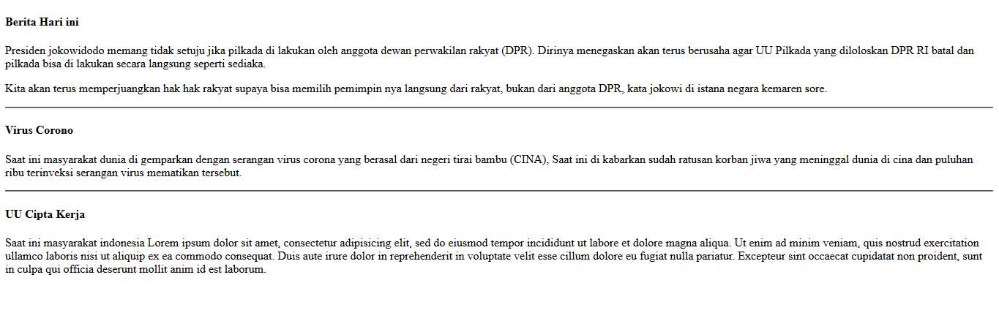 Berita Hari ini
Presiden jokowidodo memang tidak setuju jika pilkada di lakukan oleh anggota dewan perwakilan rakyat (DPR). Dirinya menegaskan akan terus berusaha agar UU Pilkada yang diloloskan DPR RI batal dan
pilkada bisa di lakukan secara langsung seperti sediaka.
Kita akan terus memperjuangkan hak hak rakyat supaya bisa memilih pemimpin nya langsung dari rakyat, bukan dari anggota DPR, kata jokowi di istana negara kemaren sore.
Virus Corono
Saat ini masyarakat dunia di gemparkan dengan serangan virus corona yang berasal dari negeri tirai bambu (CINA), Saat ini di kabarkan sudah ratusan korban jiwa yang meninggal dunia di cina dan puluhan
ribu terinveksi serangan virus mematikan tersebut.
UU Cipta Kerja
Saat ini masyarakat indonesia Lorem ipsum dolor sit amet, consectetur adipisicing elit, sed do eiusmod tempor incididunt ut labore et dolore magna aliqua. Ut enim ad minim veniam, quis nostrud exercitation
ullamco laboris nisi ut aliquip ex ea commodo consequat. Duis aute irure dolor in reprehenderit in voluptate velit esse cillum dolore eu fugiat nulla pariatur. Excepteur sint occaecat cupidatat non proident, sunt
in culpa qui officia deserunt mollit anim id est laborum.